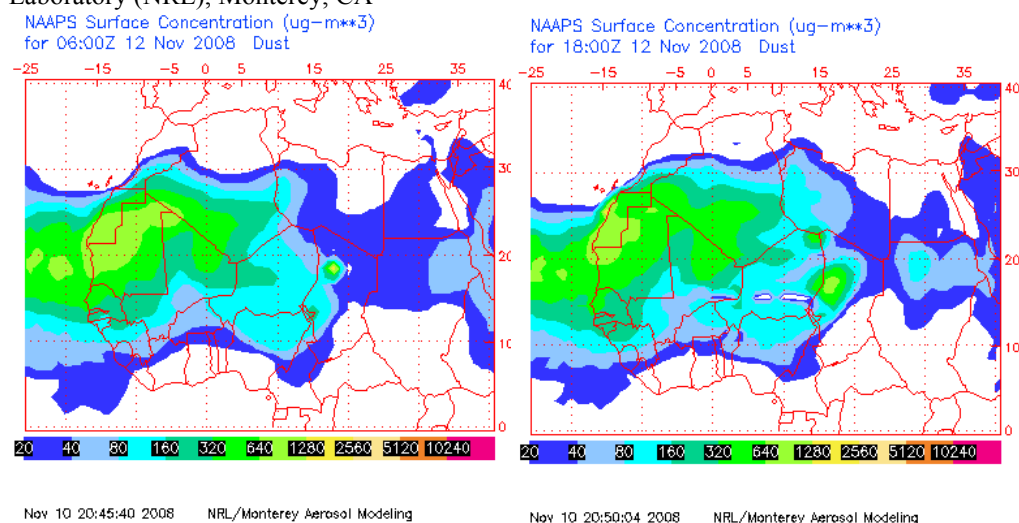 Laboratory (NRL), Monterey, CA
NAAPS Surface Concentration (ug-m**3)
for 06:00Z 12 Nov 2008 Dust
-25 -15 -5 0 5 15 25 35
40
30
20
10
0
20 40 80 160 320 640 1280 2560 5120 10240
Nov 10 20:45:40 2008 NRL/Monterey Aerosol Modeling
NAAPS Surface Concentration (ug-m**3)
for 18:00Z 12 Nov 2008 Dust
-25 -15 -5 0 5 15 25 35
40
30
20
10
0
20 40 80 160 320 640 1280 2560 5120 10240
Nov 10 20:50:04 2008 NRL/Monterey Aerosol Modeling